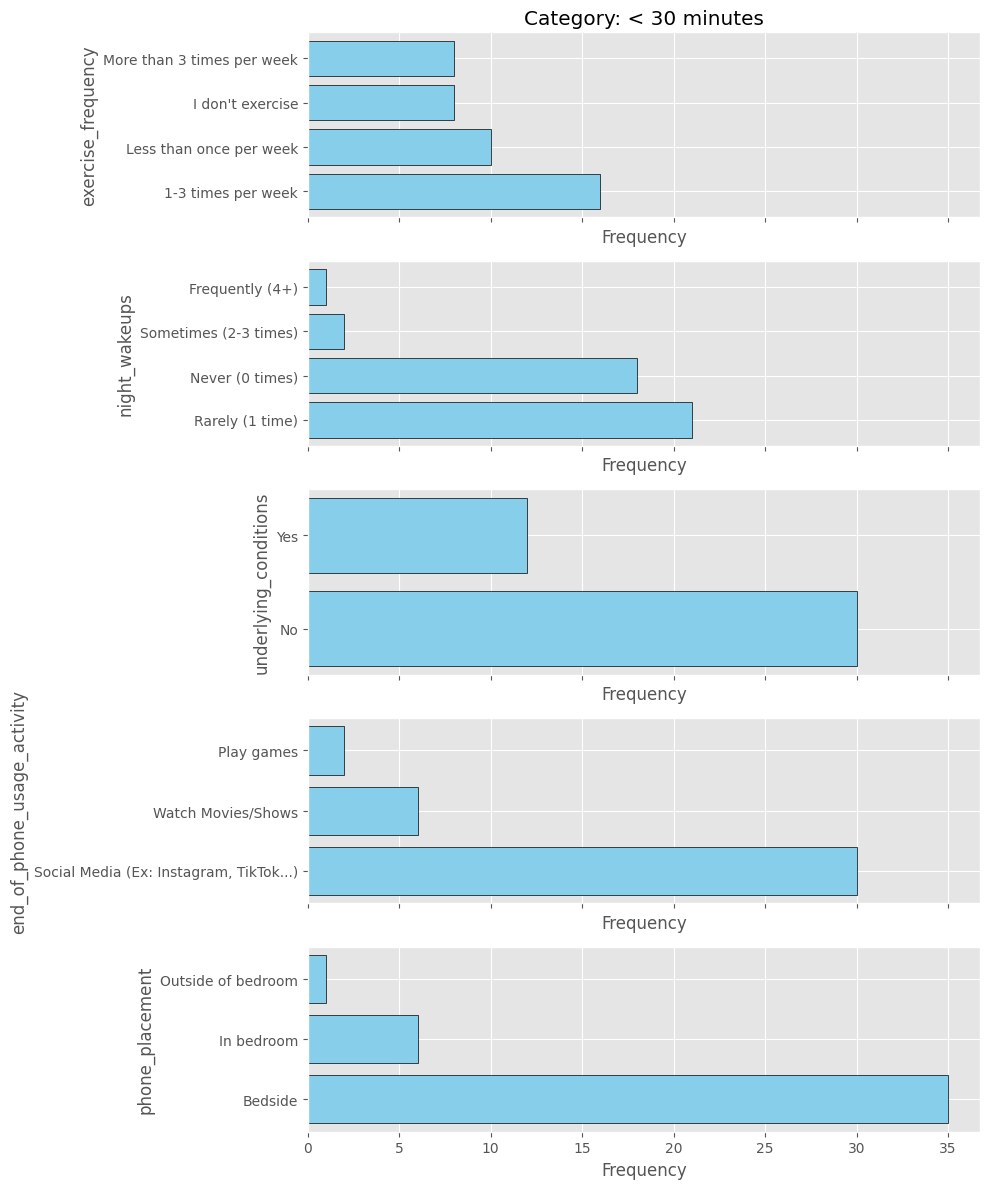 Category: < 30 minutes
exercise_frequency
More than 3 times per week
I don't exercise
Less than once per week
1-3 times per week
Frequency
night_wakeups
Frequently (4+)
Sometimes (2-3 times)
Never (0 times)
Rarely (1 time)
Frequency
underlying_conditions
Yes
No
Frequency
end_of_phone_usage_activity
Play games
Watch Movies/Shows
Social Media (Ex: Instagram, TikTok...)
Frequency
phone_placement
Outside of bedroom
In bedroom
Bedside
0 5 10 15 20 25 30 35
Frequency